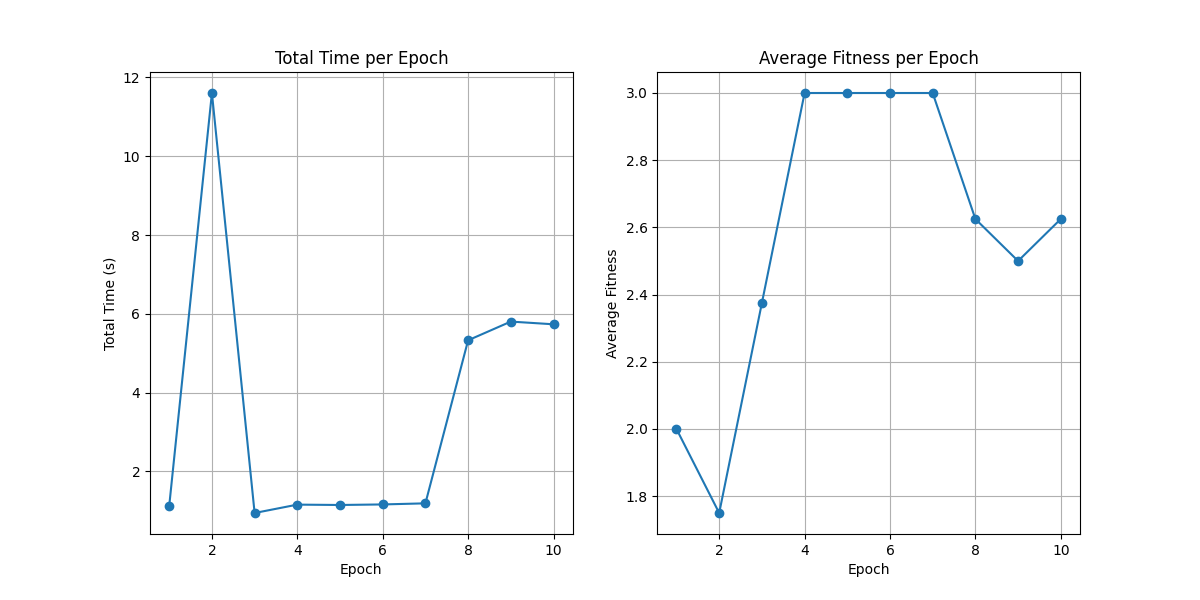 Total Time per Epoch
12
10
8
6
4
2
Total Time (s)
2 4 6 8 10
Epoch
Average Fitness per Epoch
3.0
2.8
2.6
2.4
2.2
2.0
1.8
Average Fitness
2 4 6 8 10
Epoch